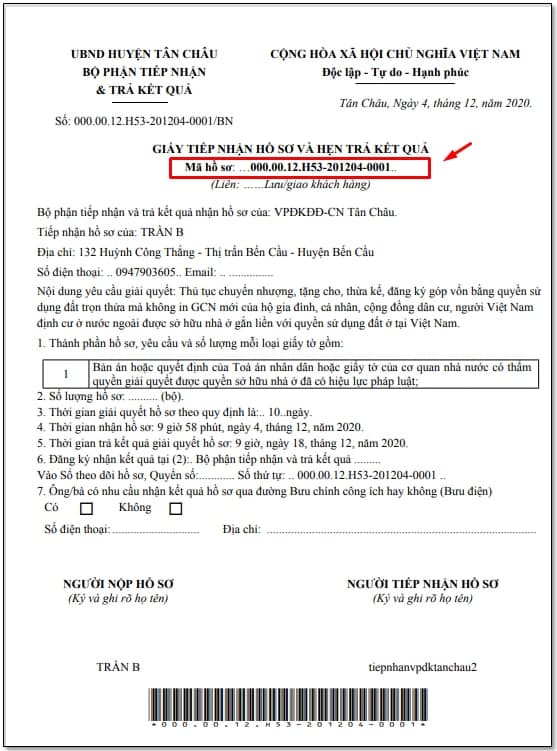 UBND HUYỆN TÂN CHÂU
BỘ PHẬN TIẾP NHẬN
& TRẢ KẾT QUẢ
CỘNG HÒA XÃ HỘI CHỦ NGHĨA VIỆT NAM
Độc lập - Tự do - Hạnh phúc
Tân Châu, Ngày 4, tháng 12, năm 2020.
Số: 000.00.12.H53-201204-0001/BN
GIẤY TIẾP NHẬN HỒ SƠ VÀ HẸN TRẢ KẾT QUẢ
Mã hồ sơ: …000.00.12.H53-201204-0001..
(Liên: ……Lưu/giao khách hàng)
Bộ phận tiếp nhận và trả kết quả nhận hồ sơ của: VPĐKĐĐ-CN Tân Châu.
Tiếp nhận hồ sơ của: TRẦN B
Địa chỉ: 132 Huỳnh Công Thắng - Thị trấn Bến Cầu - Huyện Bến Cầu
Số điện thoại: .. 0947903605.. Email: .. ................
Nội dung yêu cầu giải quyết: Thủ tục chuyển nhượng, tặng cho, thừa kế, đăng ký góp vốn bằng quyền sử
dụng đất trọn thửa mà không in GCN mới của hộ gia đình, cá nhân, cộng đồng dân cư, người Việt Nam
định cư ở nước ngoài được sở hữu nhà ở gắn liền với quyền sử dụng đất ở tại Việt Nam.
1. Thành phần hồ sơ, yêu cầu và số lượng mỗi loại giấy tờ gồm:
1 Bản án hoặc quyết định của Toà án nhân dân hoặc giấy tờ của cơ quan nhà nước có thẩm
quyền giải quyết được quyền sở hữu nhà ở đã có hiệu lực pháp luật;
2. Số lượng hồ sơ: .......... (bộ).
3. Thời gian giải quyết hồ sơ theo quy định là:.. 10..ngày.
4. Thời gian nhận hồ sơ: 9 giờ 58 phút, ngày 4, tháng 12, năm 2020.
5. Thời gian trả kết quả giải quyết hồ sơ: 9 giờ, ngày 18, tháng 12, năm 2020.
6. Đăng ký nhận kết quả tại (2):. Bộ phận tiếp nhận và trả kết quả .........
Vào Số theo dõi hồ sơ, Quyển số:............ Số thứ tự: .. 000.00.12.H53-201204-0001 ..
7. Ông/bà có nhu cầu nhận kết quả hồ sơ qua đường Bưu chính công ích hay không (Bưu điện)
Có Không
Số điện thoại:........................... Địa chỉ: ......................................................
NGƯỜI NỘP HỒ SƠ
(Ký và ghi rõ họ tên)
NGƯỜI TIẾP NHẬN HỒ SƠ
(Ký và ghi rõ họ tên)
TRẦN B
tiepnhanvpdktanchau2
*000.00.12.H53-201204-0001*